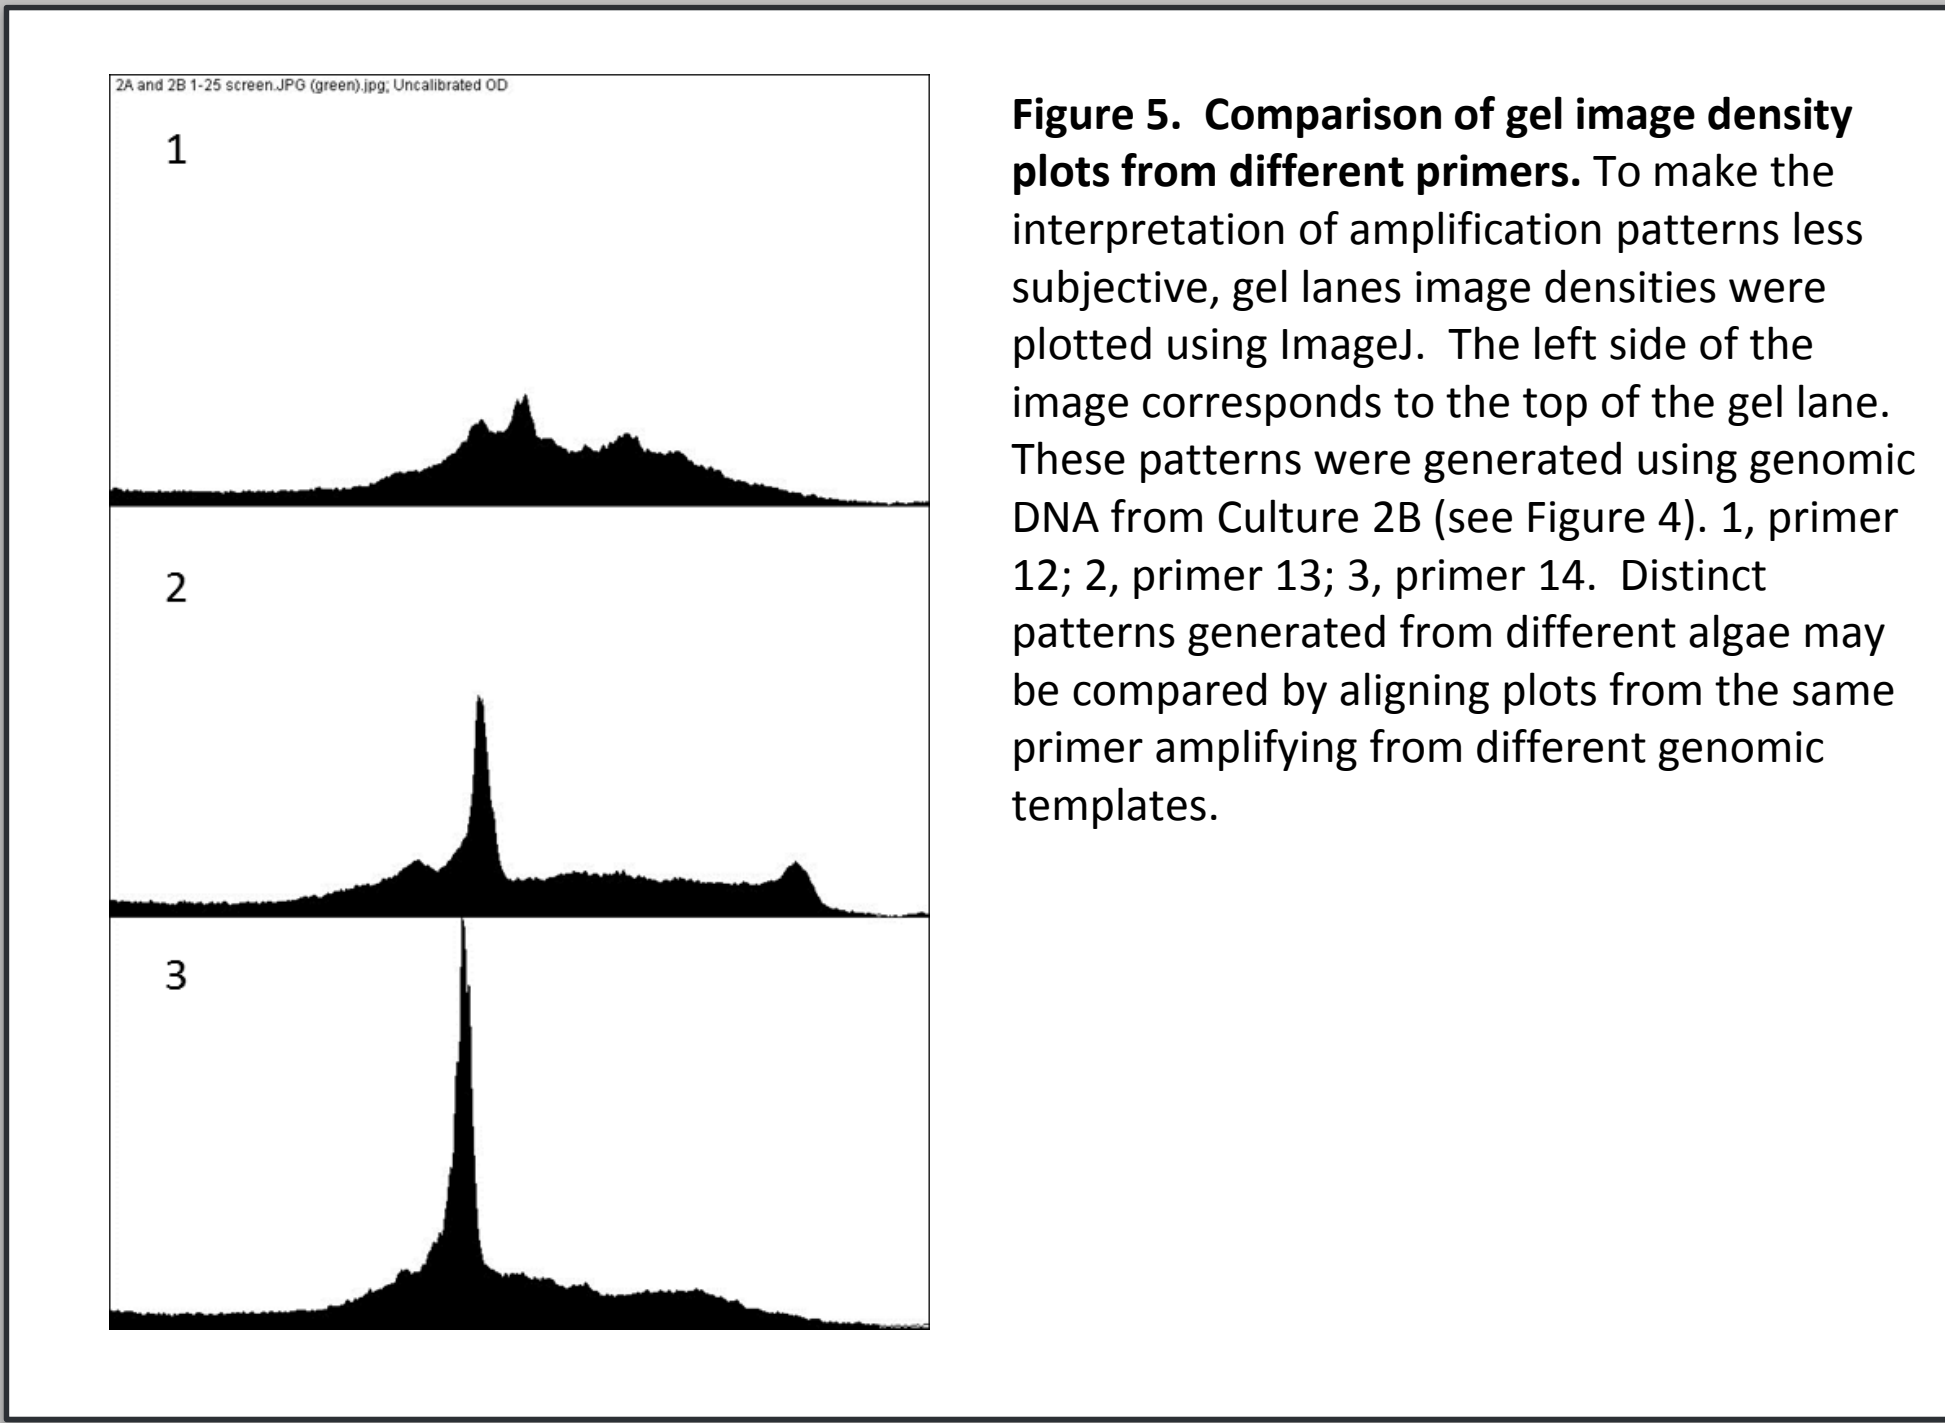 2A and 2B 1-25 screen.JPG (green).jpg; Uncalibrated OD
1
2
3
Figure 5.  Comparison of gel image density
plots from different primers. To make the
interpretation of amplification patterns less
subjective, gel lanes image densities were
plotted using ImageJ.  The left side of the
image corresponds to the top of the gel lane.
These patterns were generated using genomic
DNA from Culture 2B (see Figure 4). 1, primer
12; 2, primer 13; 3, primer 14.  Distinct
patterns generated from different algae may
be compared by aligning plots from the same
primer amplifying from different genomic
templates.